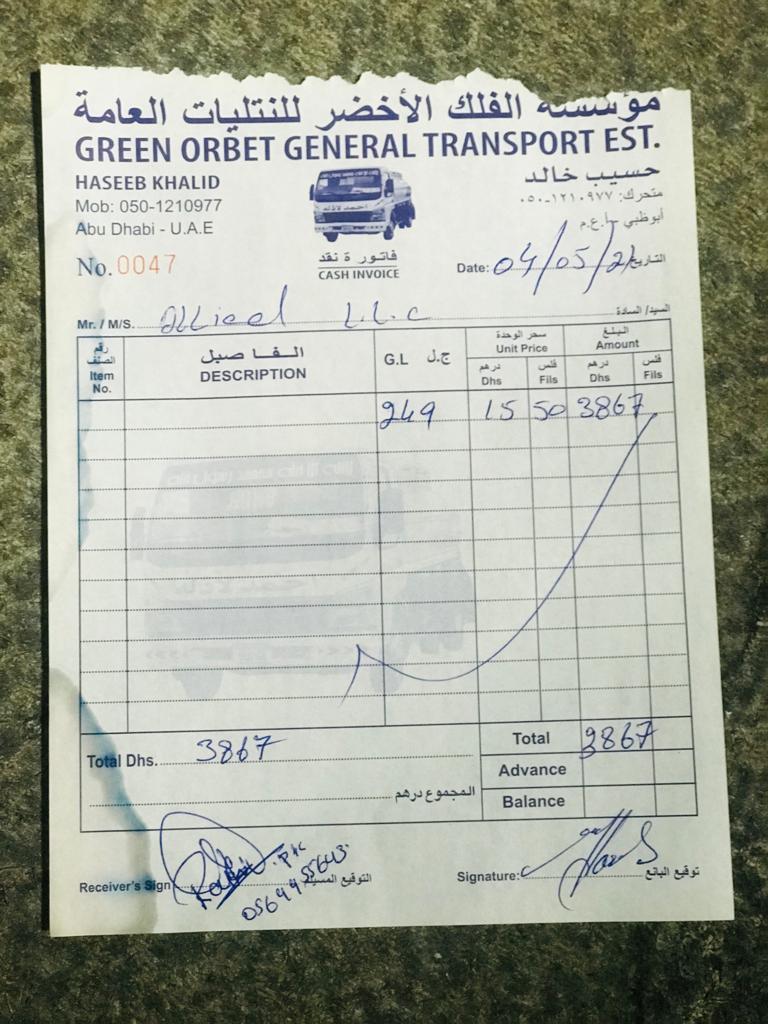 مؤسسة الفلك الأخضر للنتليات العامة
GREEN ORBET GENERAL TRANSPORT EST.
HASEEB KHALID
حسيب خالد
Mob: 050-1210977
متحرك: ٠٥٠-١٢١٠٩٧٧
Abu Dhabi - U.A.E
أبوظبي - إ.ع.م
فاتورة نقد
CASH INVOICE
No. 0047
Date: 04/05/21 التاريخ
Mr. / M/S. allied L.L.C السيد/ السادة
رقم الصنف الفاصيل G.L ج.ل سعر الوحدة المبلغ
Item No. DESCRIPTION Unit Price Amount
درهم فلس درهم فلس
Dhs Fils Dhs Fils
249 15 50 3867
Total Dhs. 3867 Total 3867
Advance
المجموع درهم
Balance
Receiver's Sign التوقيع المستلم
0564455643
Signature: توقيع البائع